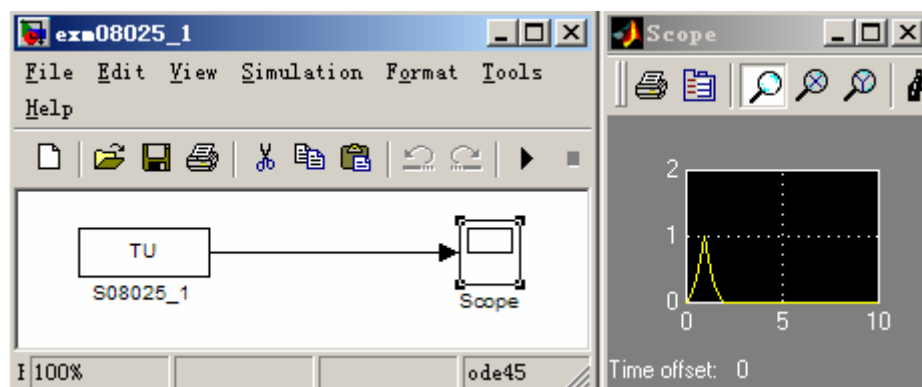 exm08025_1
File Edit View Simulation Format Tools
Help
TU
S08025_1
Scope
100%
ode45
Scope
2
1
0
0 5 10
Time offset: 0